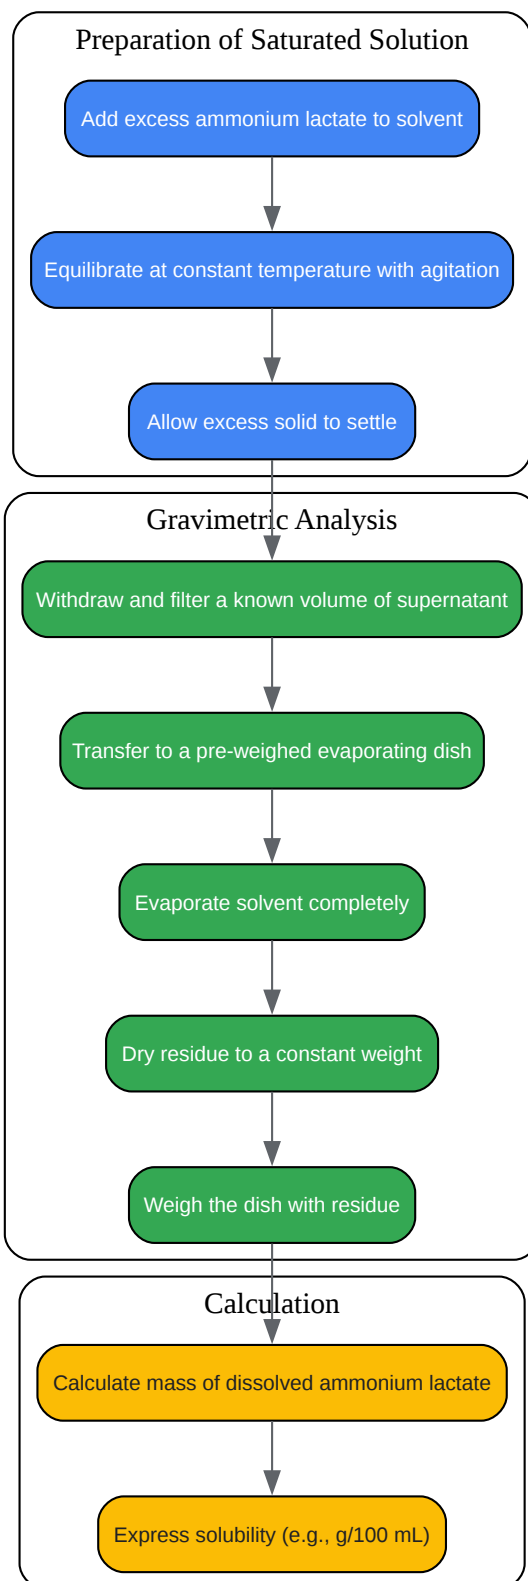 Preparation of Saturated Solution
Add excess ammonium lactate to solvent
Equilibrate at constant temperature with agitation
Allow excess solid to settle
Gravimetric Analysis
Withdraw and filter a known volume of supernatant
Transfer to a pre-weighed evaporating dish
Evaporate solvent completely
Dry residue to a constant weight
Weigh the dish with residue
Calculation
Calculate mass of dissolved ammonium lactate
Express solubility (e.g., g/100 mL)